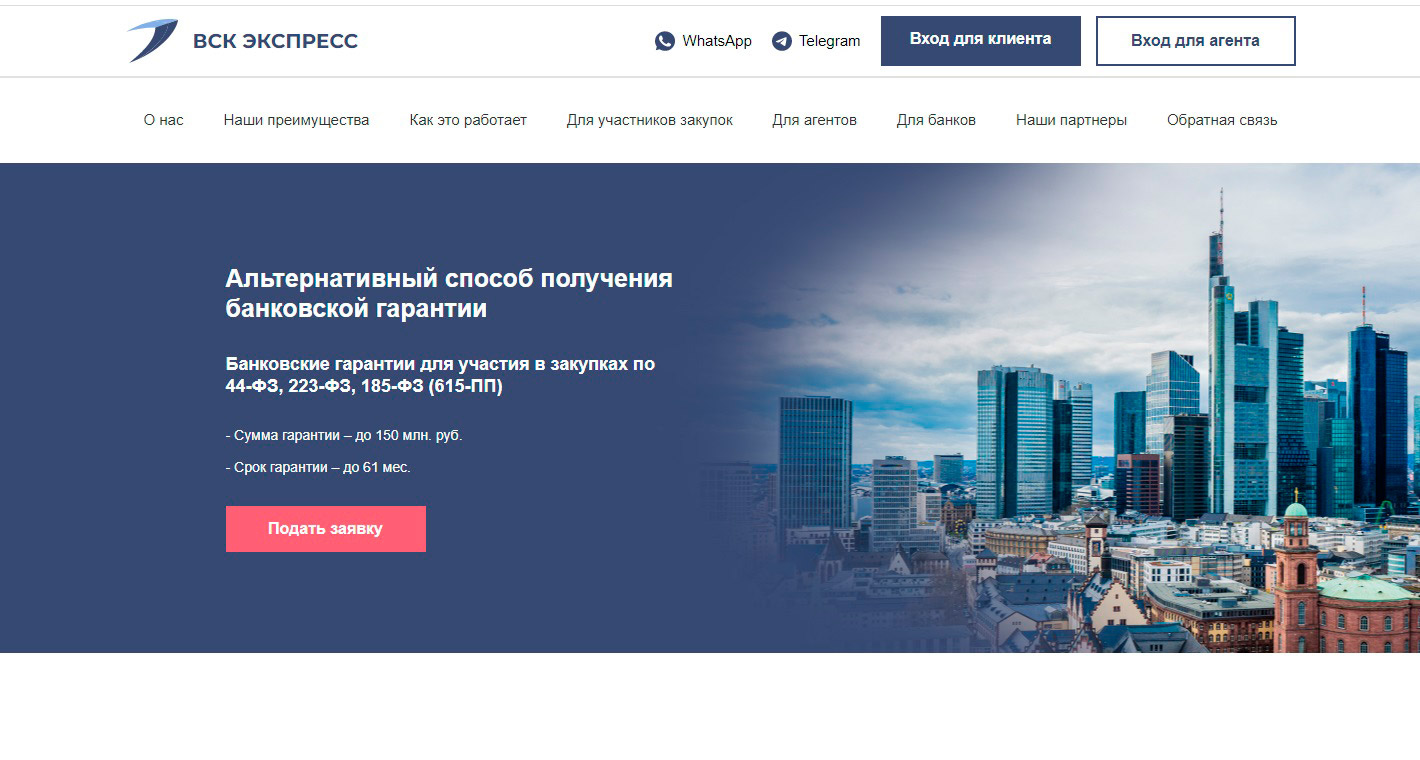 ВСК ЭКСПРЕСС
WhatsApp
Telegram
Вход для клиента
Вход для агента
О нас
Наши преимущества
Как это работает
Для участников закупок
Для агентов
Для банков
Наши партнеры
Обратная связь
Альтернативный способ получения
банковской гарантии
Банковские гарантии для участия в закупках по
44-ФЗ, 223-ФЗ, 185-ФЗ (615-ПП)
- Сумма гарантии – до 150 млн. руб.
- Срок гарантии – до 61 мес.
Подать заявку